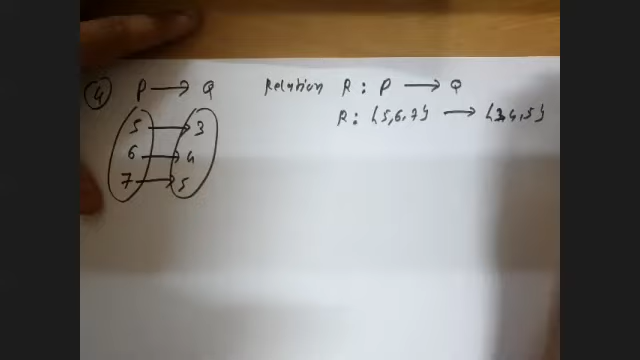 4 P → Q Relation R : P → Q
R : {5,6,7} → {3,4,5}
5 → 3
6 → 4
7 → 5